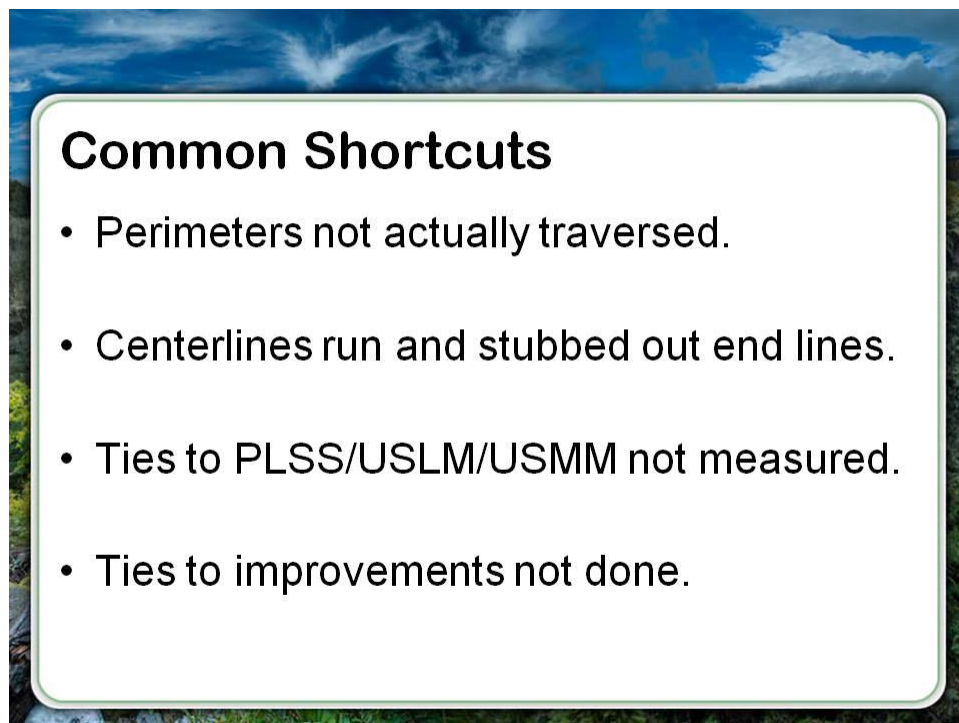 Common Shortcuts
• Perimeters not actually traversed.
• Centerlines run and stubbed out end lines.
• Ties to PLSS/USLM/USMM not measured.
• Ties to improvements not done.